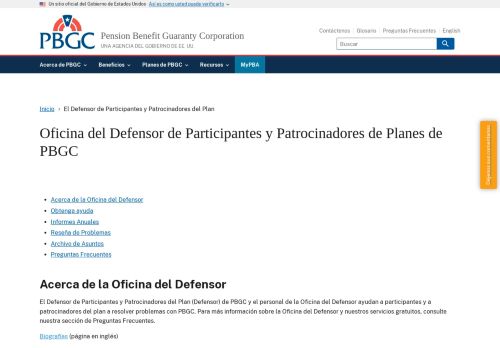 Un sitio oficial del Gobierno de Estados Unidos Así es como usted puede verificarlo
PBGC
Pension Benefit Guaranty Corporation
UNA AGENCIA DEL GOBIERNO DE EE. UU
Contáctenos Glosario Preguntas Frecuentes English
Buscar
Acerca de PBGC Beneficios Planes de PBGC Recursos MyPBA
Inicio › El Defensor de Participantes y Patrocinadores del Plan
Oficina del Defensor de Participantes y Patrocinadores de Planes de
PBGC
Acerca de la Oficina del Defensor
Obtenga ayuda
Informes Anuales
Reseña de Problemas
Archivo de Asuntos
Preguntas Frecuentes
Acerca de la Oficina del Defensor
El Defensor de Participantes y Patrocinadores del Plan (Defensor) de PBGC y el personal de la Oficina del Defensor ayudan a participantes y a
patrocinadores del plan a resolver problemas con PBGC. Para más información sobre la Oficina del Defensor y nuestros servicios gratuitos, consulte
nuestra sección de Preguntas Frecuentes.
Biografías (página en inglés)